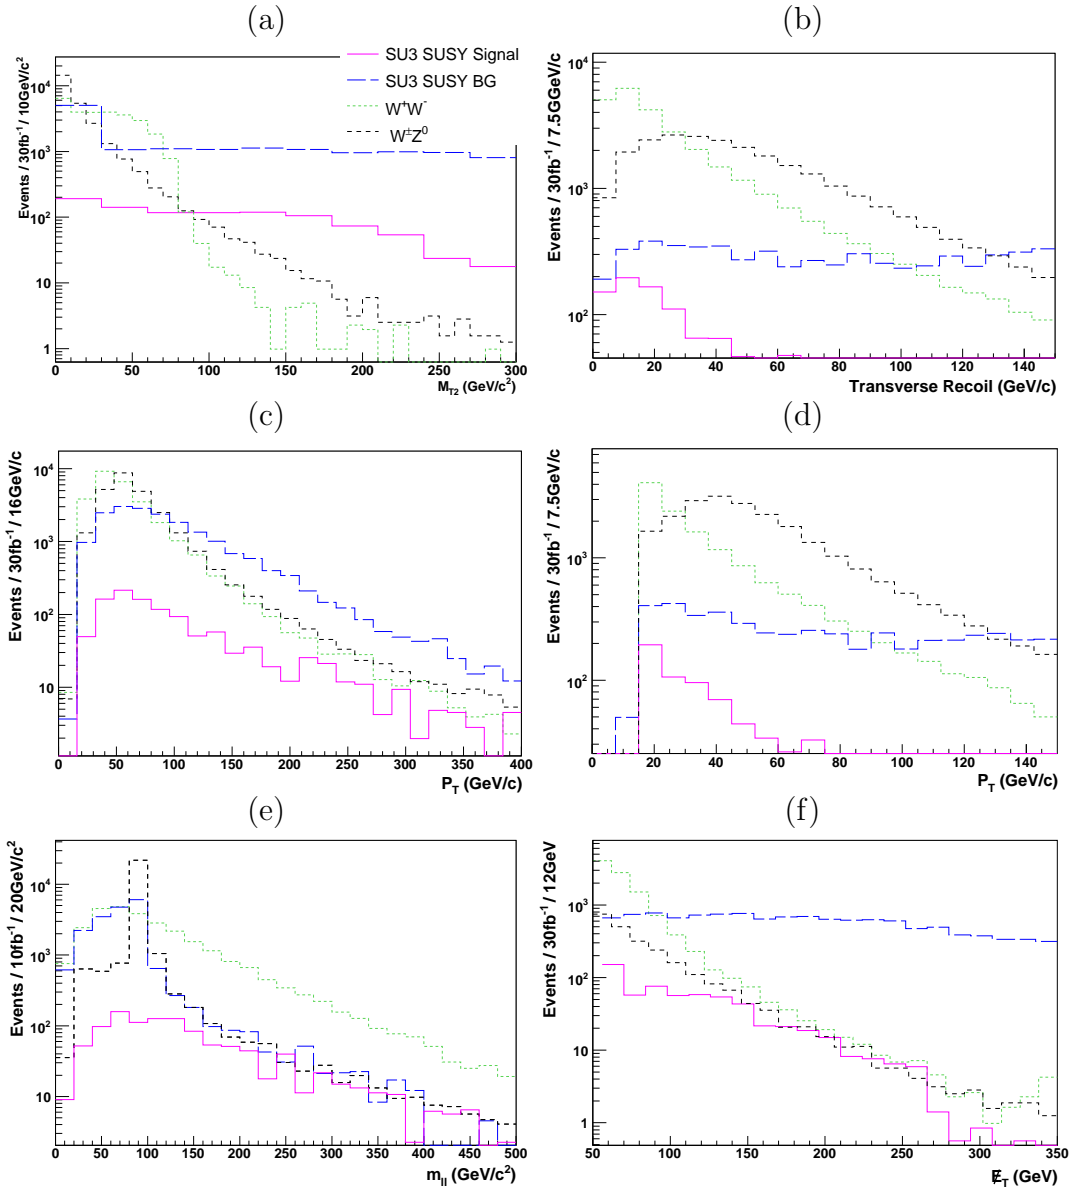 (a)
Events / 30fb⁻¹ / 10GeV/c²
10⁴
10³
10²
10
1
0 50 100 150 200 250 300
M_T2 (GeV/c²)
SU3 SUSY Signal
SU3 SUSY BG
W⁺W⁻
W±Z⁰
(b)
Events / 30fb⁻¹ / 7.5GGeV/c
10⁴
10³
10²
0 20 40 60 80 100 120 140
Transverse Recoil (GeV/c)
(c)
Events / 30fb⁻¹ / 16GeV/c
10⁴
10³
10²
10
0 50 100 150 200 250 300 350 400
P_T (GeV/c)
(d)
Events / 30fb⁻¹ / 7.5GeV/c
10³
10²
0 20 40 60 80 100 120 140
P_T (GeV/c)
(e)
Events / 10fb⁻¹ / 20GeV/c²
10⁴
10³
10²
10
0 50 100 150 200 250 300 350 400 450 500
m_ll (GeV/c²)
(f)
Events / 30fb⁻¹ / 12GeV
10³
10²
10
1
50 100 150 200 250 300 350
E̸_T (GeV)